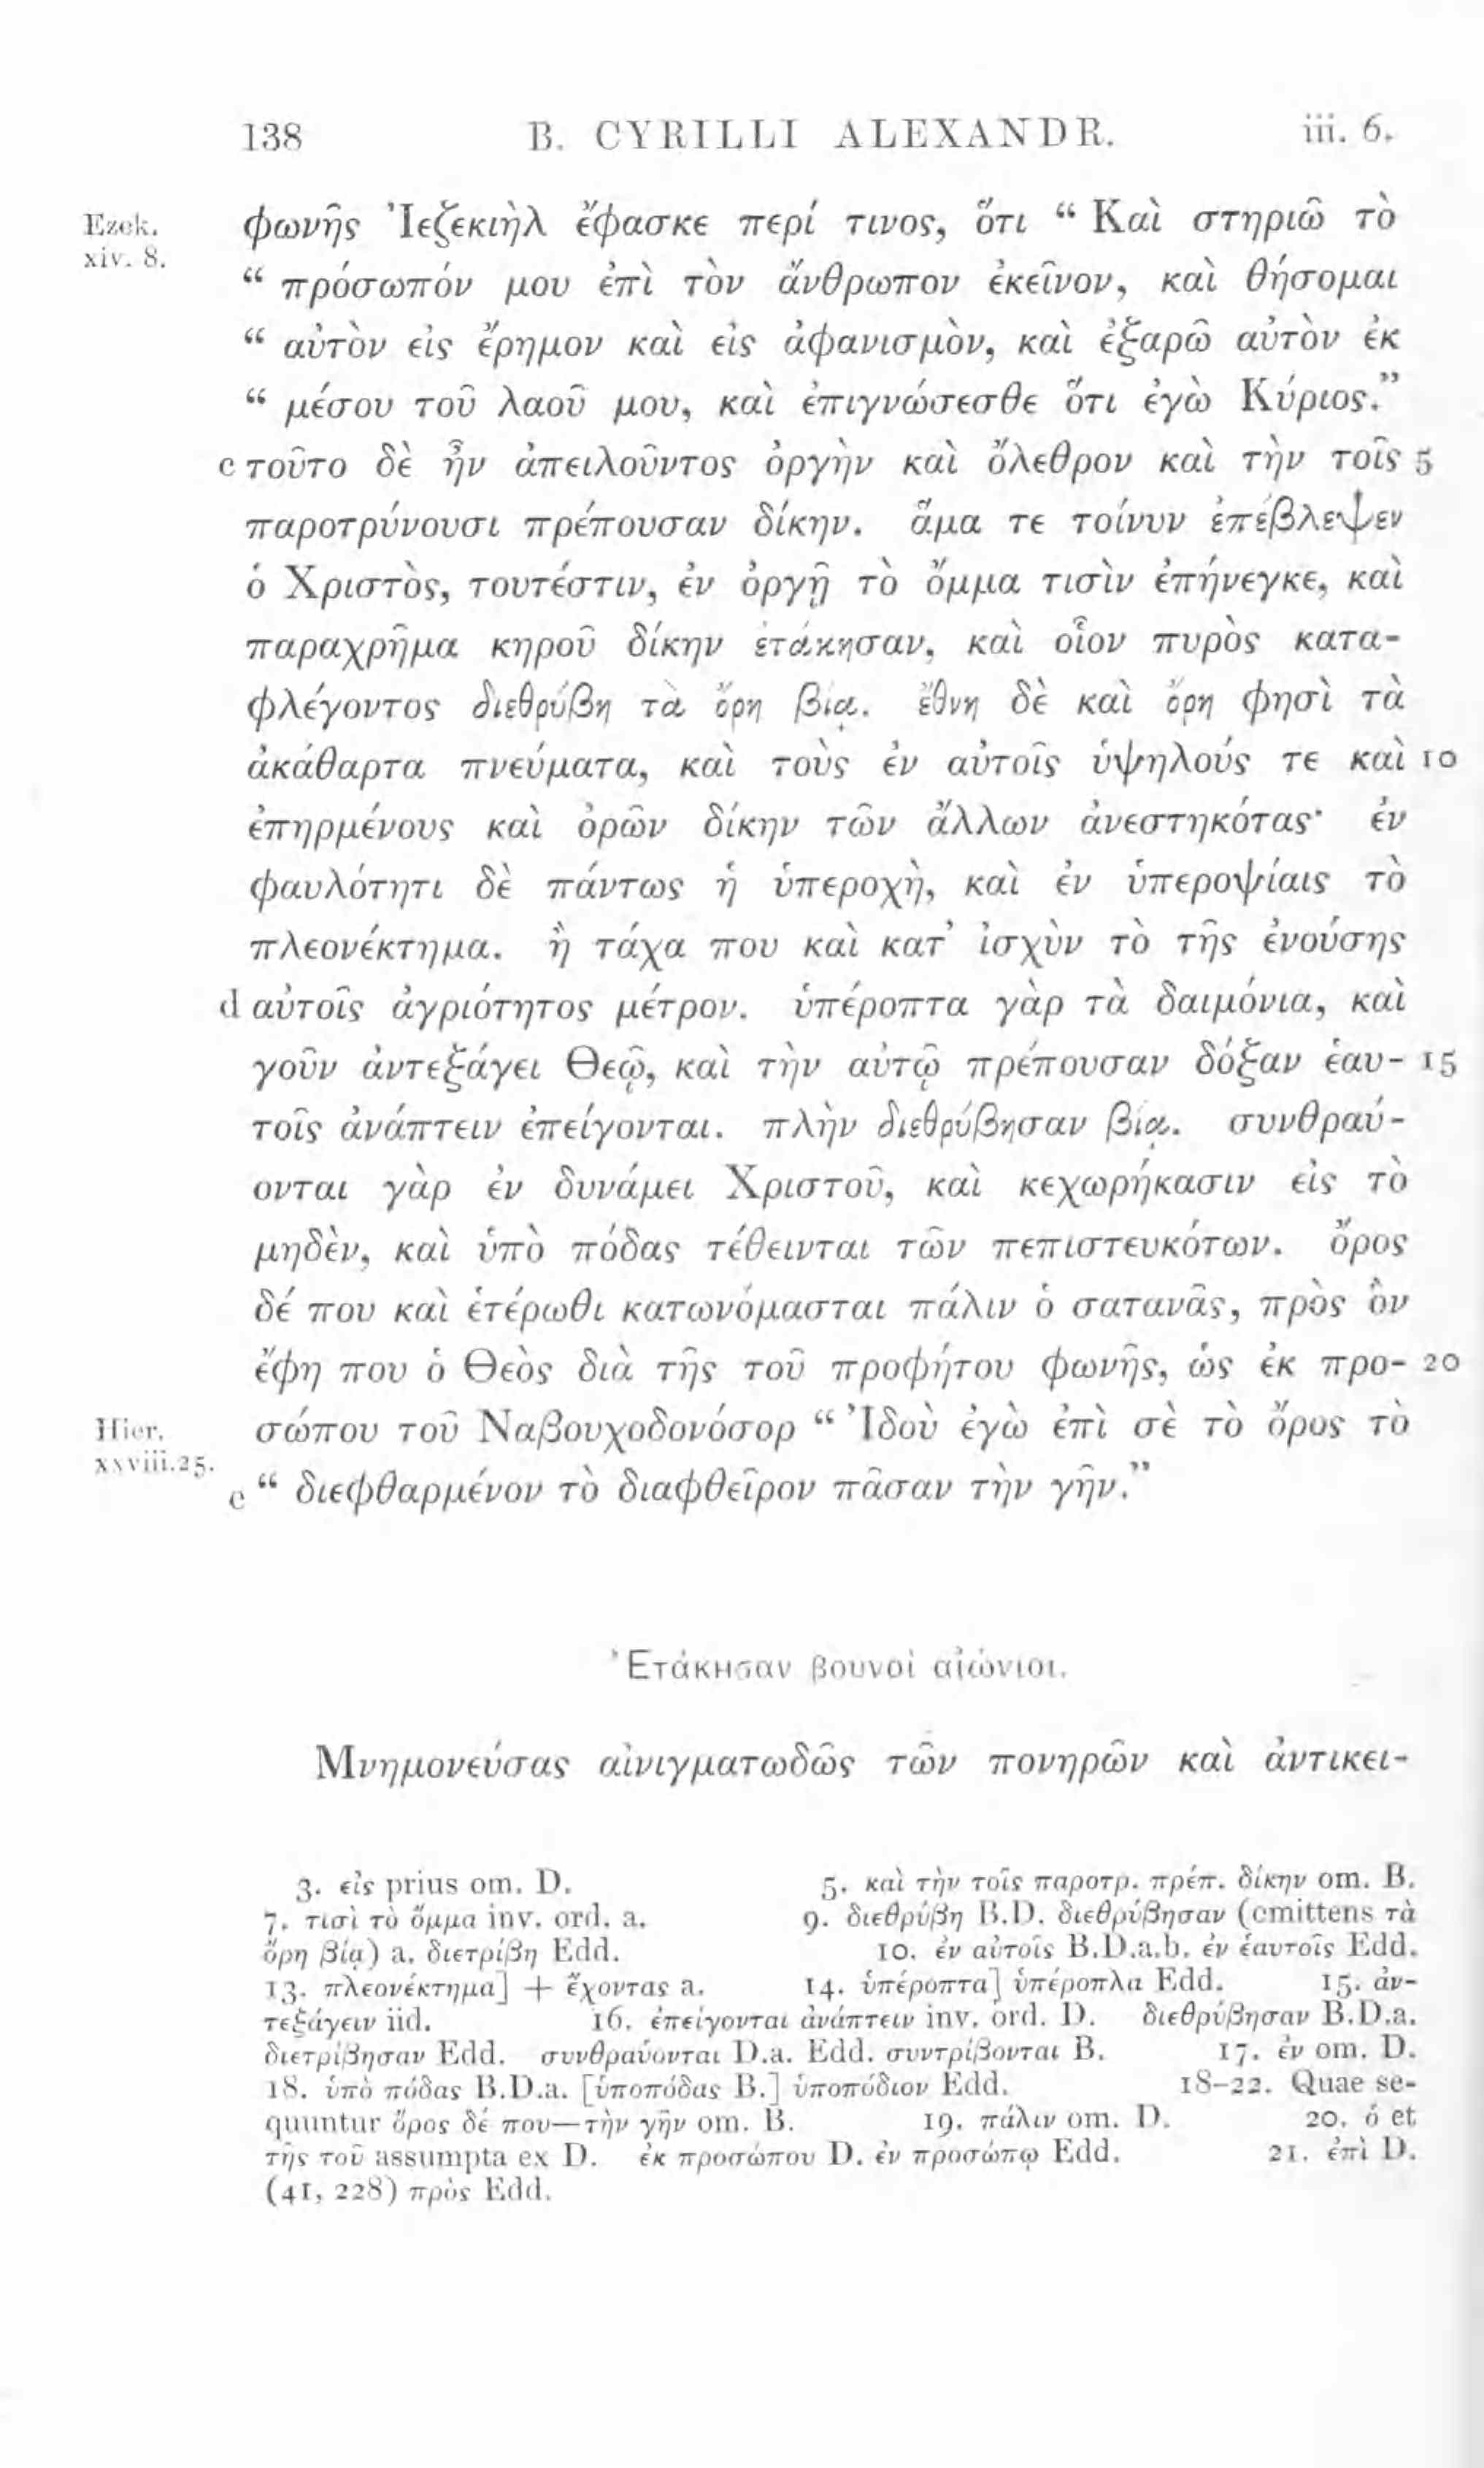 138 B. CYRILLI ALEXANDR. iii. 6.
Ezek. xiv. 8.
φωνῆς Ἰεζεκιὴλ ἔφασκε περί τινος, ὅτι “ Καὶ στηριῶ τὸ
“ πρόσωπόν μου ἐπὶ τὸν ἄνθρωπον ἐκεῖνον, καὶ θήσομαι
“ αὐτὸν εἰς ἔρημον καὶ εἰς ἀφανισμὸν, καὶ ἐξαρῶ αὐτὸν ἐκ
“ μέσου τοῦ λαοῦ μου, καὶ ἐπιγνώσεσθε ὅτι ἐγὼ Κύριος.”
c τοῦτο δὲ ἦν ἀπειλοῦντος ὀργὴν καὶ ὄλεθρον καὶ τὴν τοῖς 5
παροτρύνουσι πρέπουσαν δίκην. ἅμα τε τοίνυν ἐπέβλεψεν
ὁ Χριστὸς, τουτέστιν, ἐν ὀργῇ τὸ ὄμμα τισὶν ἐπήνεγκε, καὶ
παραχρῆμα κηροῦ δίκην ἐτάκησαν, καὶ οἷον πυρὸς κατα-
φλέγοντος διεθρύβη τὰ ὄρη βίᾳ. ἔθνη δὲ καὶ ὄρη φησὶ τὰ
ἀκάθαρτα πνεύματα, καὶ τοὺς ἐν αὐτοῖς ὑψηλούς τε καὶ 10
ἐπηρμένους καὶ ὀρῶν δίκην τῶν ἄλλων ἀνεστηκότας· ἐν
φαυλότητι δὲ πάντως ἡ ὑπεροχὴ, καὶ ἐν ὑπεροψίαις τὸ
πλεονέκτημα. ἢ τάχα που καὶ κατ’ ἰσχὺν τὸ τῆς ἐνούσης
d αὐτοῖς ἀγριότητος μέτρον. ὑπέροπτα γὰρ τὰ δαιμόνια, καὶ
γοῦν ἀντεξάγει Θεῷ, καὶ τὴν αὐτῷ πρέπουσαν δόξαν ἑαυ- 15
τοῖς ἀνάπτειν ἐπείγονται. πλὴν διεθρύβησαν βίᾳ. συνθραύ-
ονται γὰρ ἐν δυνάμει Χριστοῦ, καὶ κεχωρήκασιν εἰς τὸ
μηδὲν, καὶ ὑπὸ πόδας τέθεινται τῶν πεπιστευκότων. ὄρος
δέ που καὶ ἑτέρωθι κατωνόμασται πάλιν ὁ σατανᾶς, πρὸς ὃν
ἔφη που ὁ Θεὸς διὰ τῆς τοῦ προφήτου φωνῆς, ὡς ἐκ προ- 20
Hier. xxviii.25.
σώπου τοῦ Ναβουχοδονόσορ “ Ἰδοὺ ἐγὼ ἐπὶ σὲ τὸ ὄρος τὸ
e “ διεφθαρμένον τὸ διαφθεῖρον πᾶσαν τὴν γῆν.”
Ἐτάκησαν βουνοὶ αἰώνιοι.
Μνημονεύσας αἰνιγματωδῶς τῶν πονηρῶν καὶ ἀντικει-
3. εἰς prius om. D. 5. καὶ τὴν τοῖς παροτρ. πρέπ. δίκην om. B.
7. τισὶ τὸ ὄμμα inv. ord. a. 9. διεθρύβη B.D. διεθρύβησαν (omittens τὰ
ὄρη βίᾳ) a. διετρίβη Edd. 10. ἐν αὐτοῖς B.D.a.b. ἐν ἑαυτοῖς Edd.
13. πλεονέκτημα] + ἔχοντας a. 14. ὑπέροπτα] ὑπέροπλα Edd. 15. ἀν-
τεξάγειν iid. 16. ἐπείγονται ἀνάπτειν inv. ord. D. διεθρύβησαν B.D.a.
διετρίβησαν Edd. συνθραύονται D.a. Edd. συντρίβονται B. 17. ἐν om. D.
18. ὑπὸ πόδας B.D.a. [ὑποπόδας B.] ὑποπόδιον Edd. 18–22. Quae se-
quuntur ὄρος δέ που—τὴν γῆν om. B. 19. πάλιν om. D. 20. ὁ et
τῆς τοῦ assumpta ex D. ἐκ προσώπου D. ἐν προσώπῳ Edd. 21. ἐπὶ D.
(41, 228) πρὸς Edd.